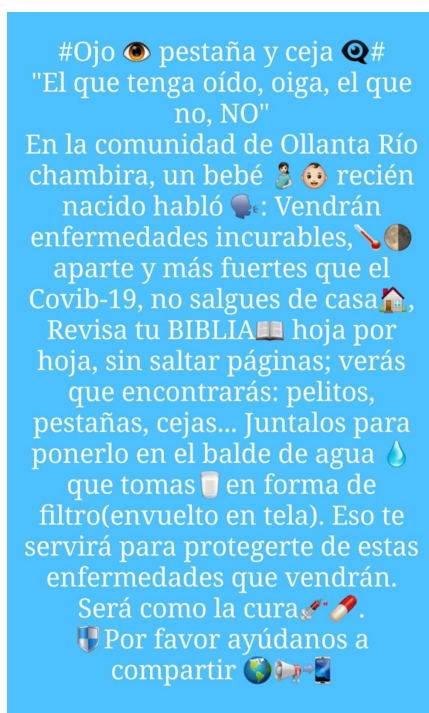 #Ojo 👁️ pestaña y ceja 👁️‍🗨️#
"El que tenga oído, oiga, el que
no, NO"
En la comunidad de Ollanta Río
chambira, un bebé 🤰🏻👶🏻 recién
nacido habló 🗣️: Vendrán
enfermedades incurables,🌡️🌗
aparte y más fuertes que el
Covib-19, no salgues de casa🏠,
Revisa tu BIBLIA📖 hoja por
hoja, sin saltar páginas; verás
que encontrarás: pelitos,
pestañas, cejas... Juntalos para
ponerlo en el balde de agua 💧
que tomas🥛en forma de
filtro(envuelto en tela). Eso te
servirá para protegerte de estas
enfermedades que vendrán.
Será como la cura💉💊.
🛡️Por favor ayúdanos a
compartir 🌎📢📲